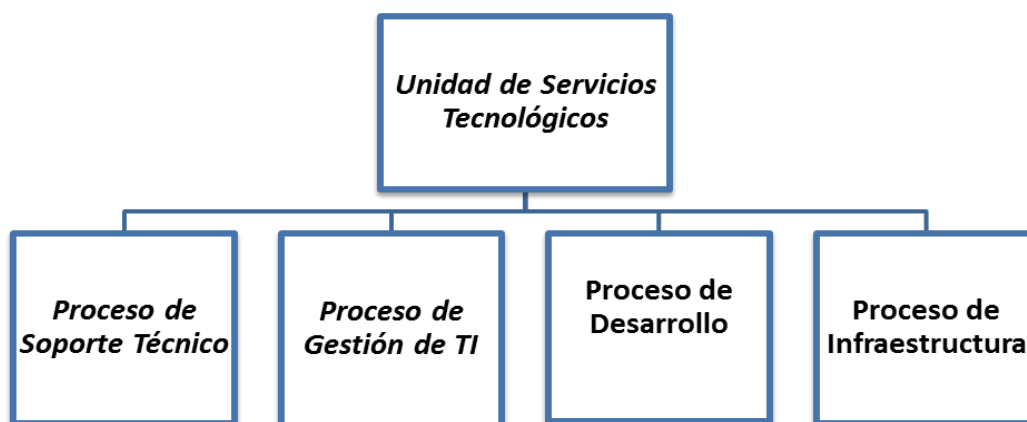 Unidad de Servicios
Tecnológicos
Proceso de
Soporte Técnico
Proceso de
Gestión de TI
Proceso de
Desarrollo
Proceso de
Infraestructura